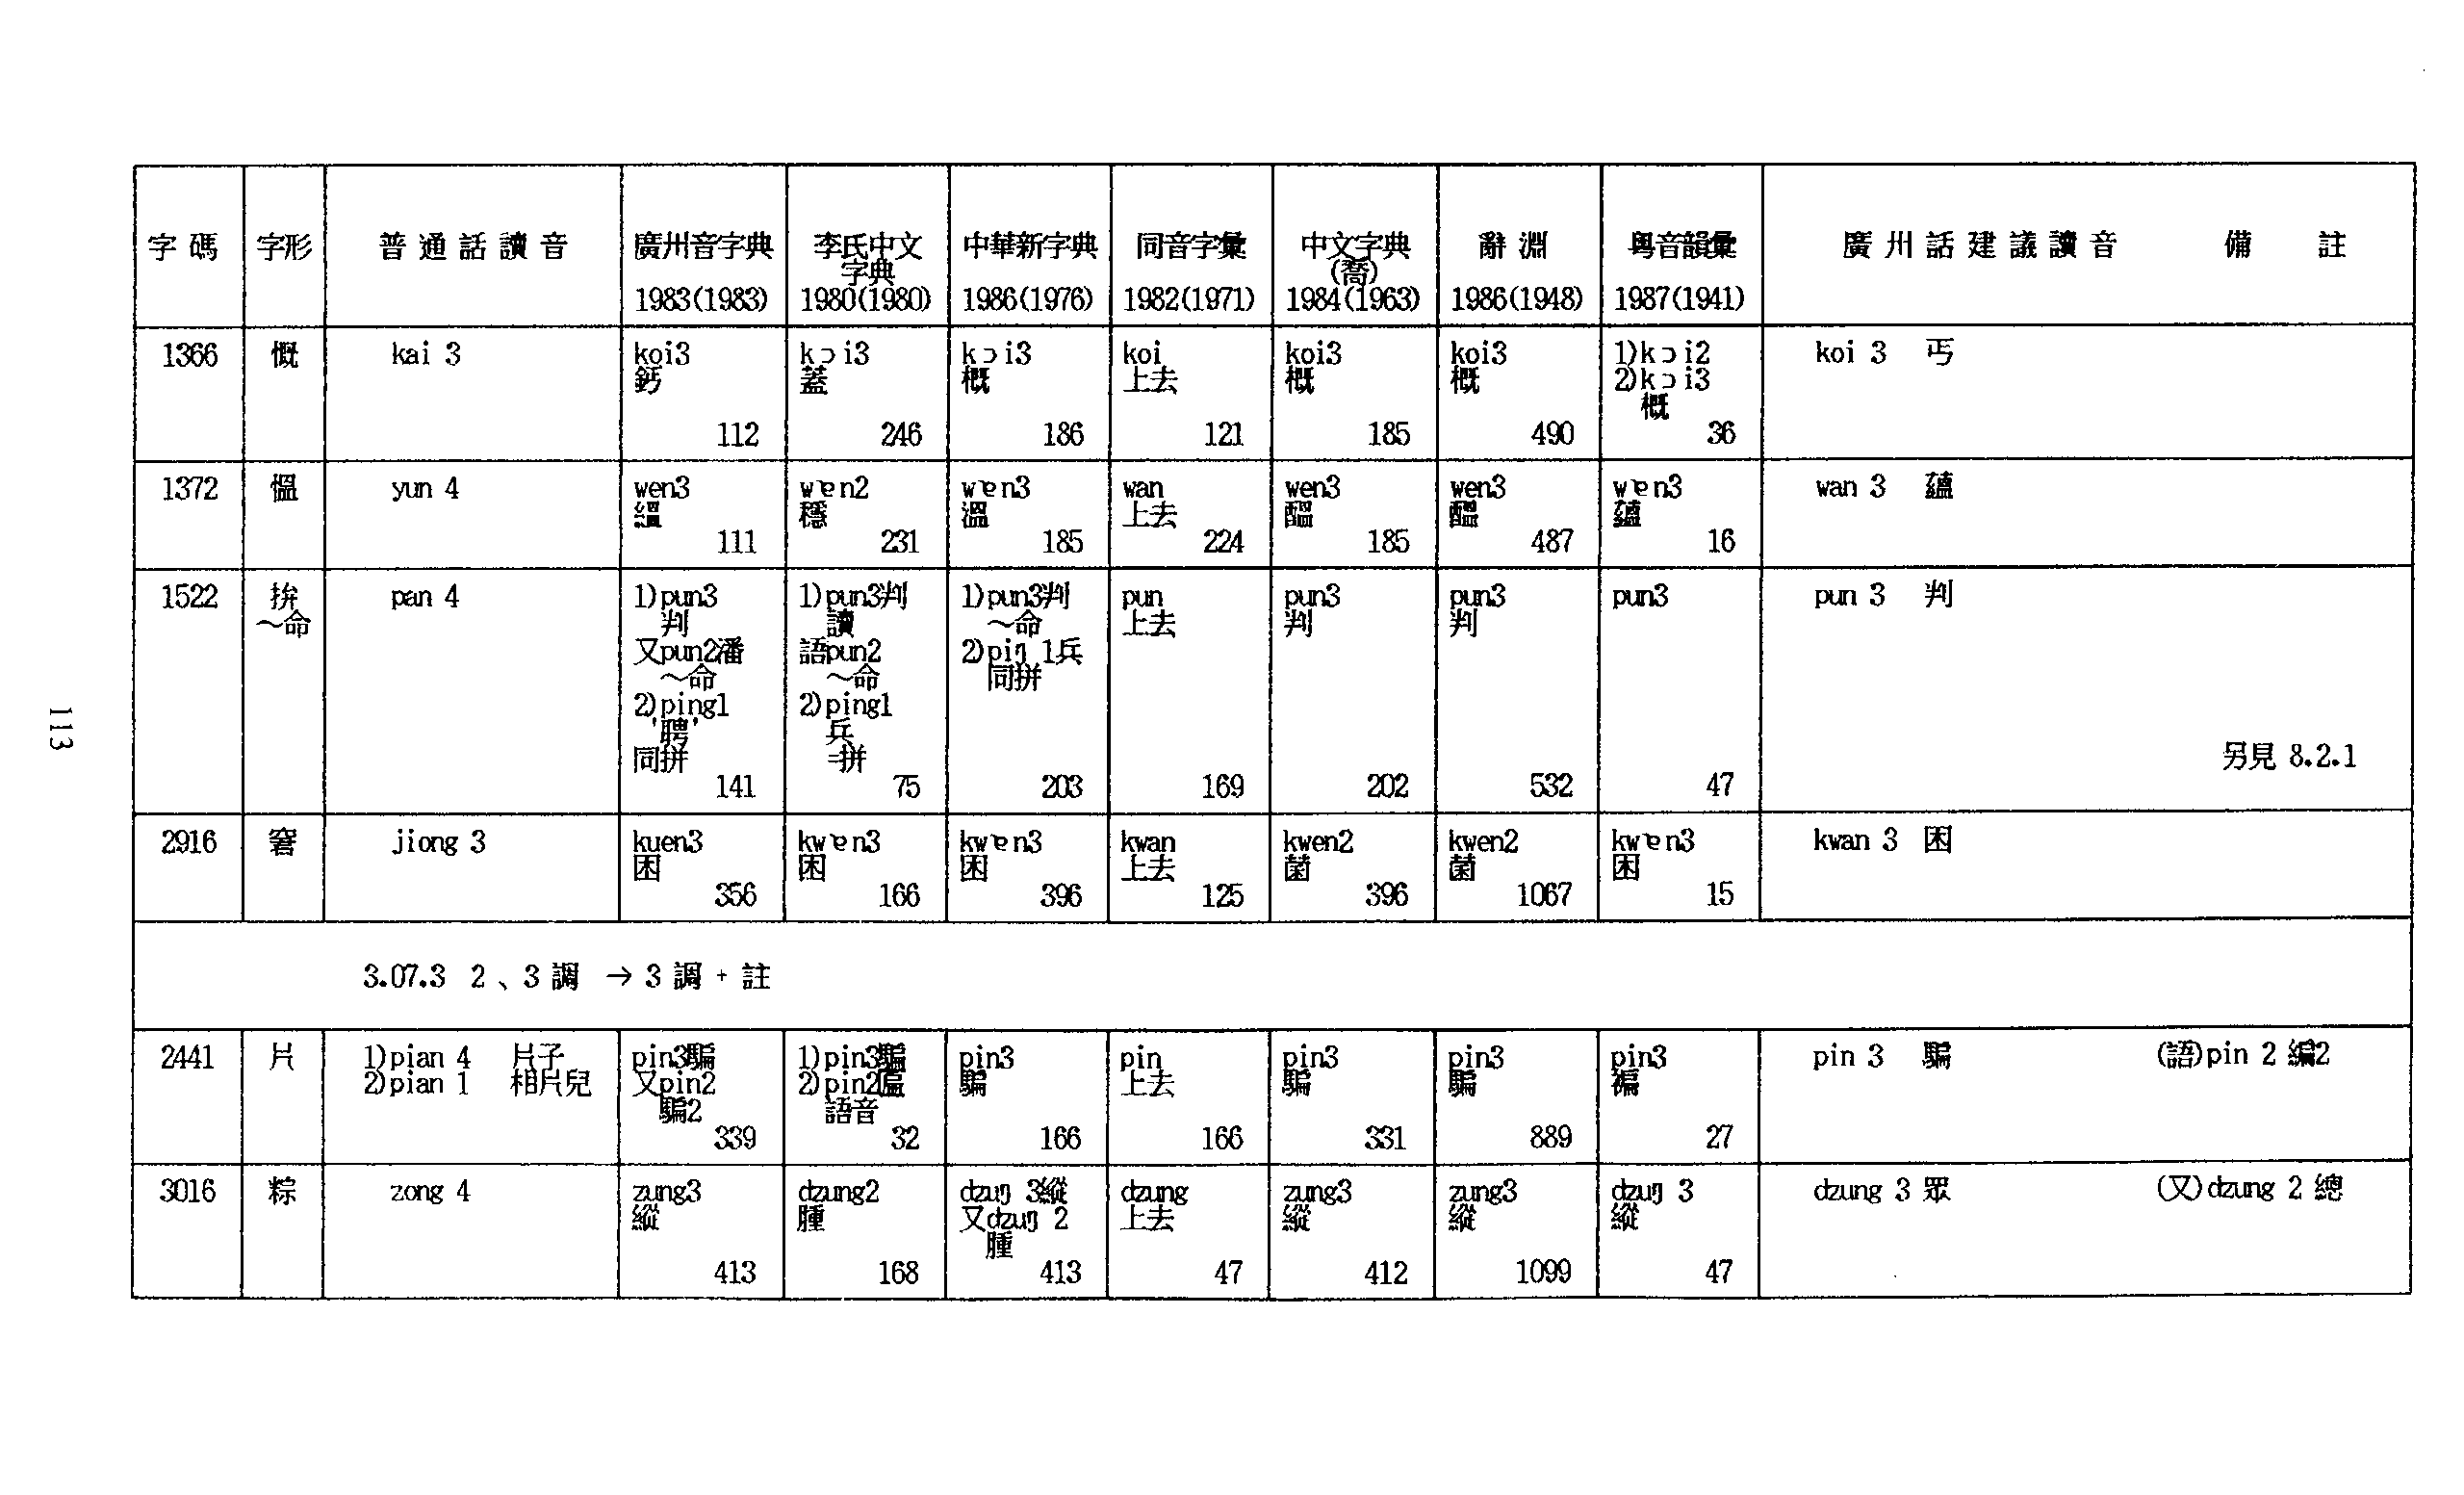 字碼 字形 普通話讀音 廣州音字典 1983(1983) 李氏中文字典 1980(1980) 中華新字典 1986(1976) 同音字彙 1982(1971) 中文字典(喬) 1984(1963) 辭淵 1986(1948) 粵音韻彙 1987(1941) 廣州話建議讀音 備註
1366 慨 kai 3 koi3 鈣 112 kɔi3 蓋 246 kɔi3 概 186 koi 上去 121 koi3 概 185 koi3 概 490 1)kɔi2 2)kɔi3 概 36 koi 3 丐
1372 慍 yun 4 wen3 縕 111 wɐn2 穩 231 wɐn3 溫 185 wan 上去 224 wen3 醞 185 wen3 醞 487 wɐn3 蘊 16 wan 3 蘊
1522 拚 ～命 pan 4 1)pun3 判 又pun2潘 ～命 2)ping1 '聘' 同拼 141 1)pun3判 讀 語pun2 ～命 2)ping1 兵 =拼 75 1)pun3判 ～命 2)piŋ 1兵 同拼 203 pun 上去 169 pun3 判 202 pun3 判 532 pun3 47 pun 3 判 另見 8.2.1
2916 窘 jiong 3 kuen3 困 356 kwɐn3 困 166 kwɐn3 困 396 kwan 上去 125 kwen2 菌 396 kwen2 菌 1067 kwɐn3 困 15 kwan 3 困
3.07.3 2、3調 → 3調 + 註
2441 片 1)pian 4 片子 2)pian 1 相片兒 pin3騙 又pin2 騙2 339 1)pin3騙 2)pin2 語音 32 pin3 騙 166 pin 上去 166 pin3 騙 331 pin3 騙 889 pin3 27 pin 3 騙 (語)pin 2 編2
3016 粽 zong 4 zung3 縱 413 dzung2 腫 168 dzuŋ 3縱 又dzuŋ 2 腫 413 dzung 上去 47 zung3 縱 412 zung3 縱 1099 dzuŋ 3 縱 47 dzung 3 眾 (又)dzung 2 總
113